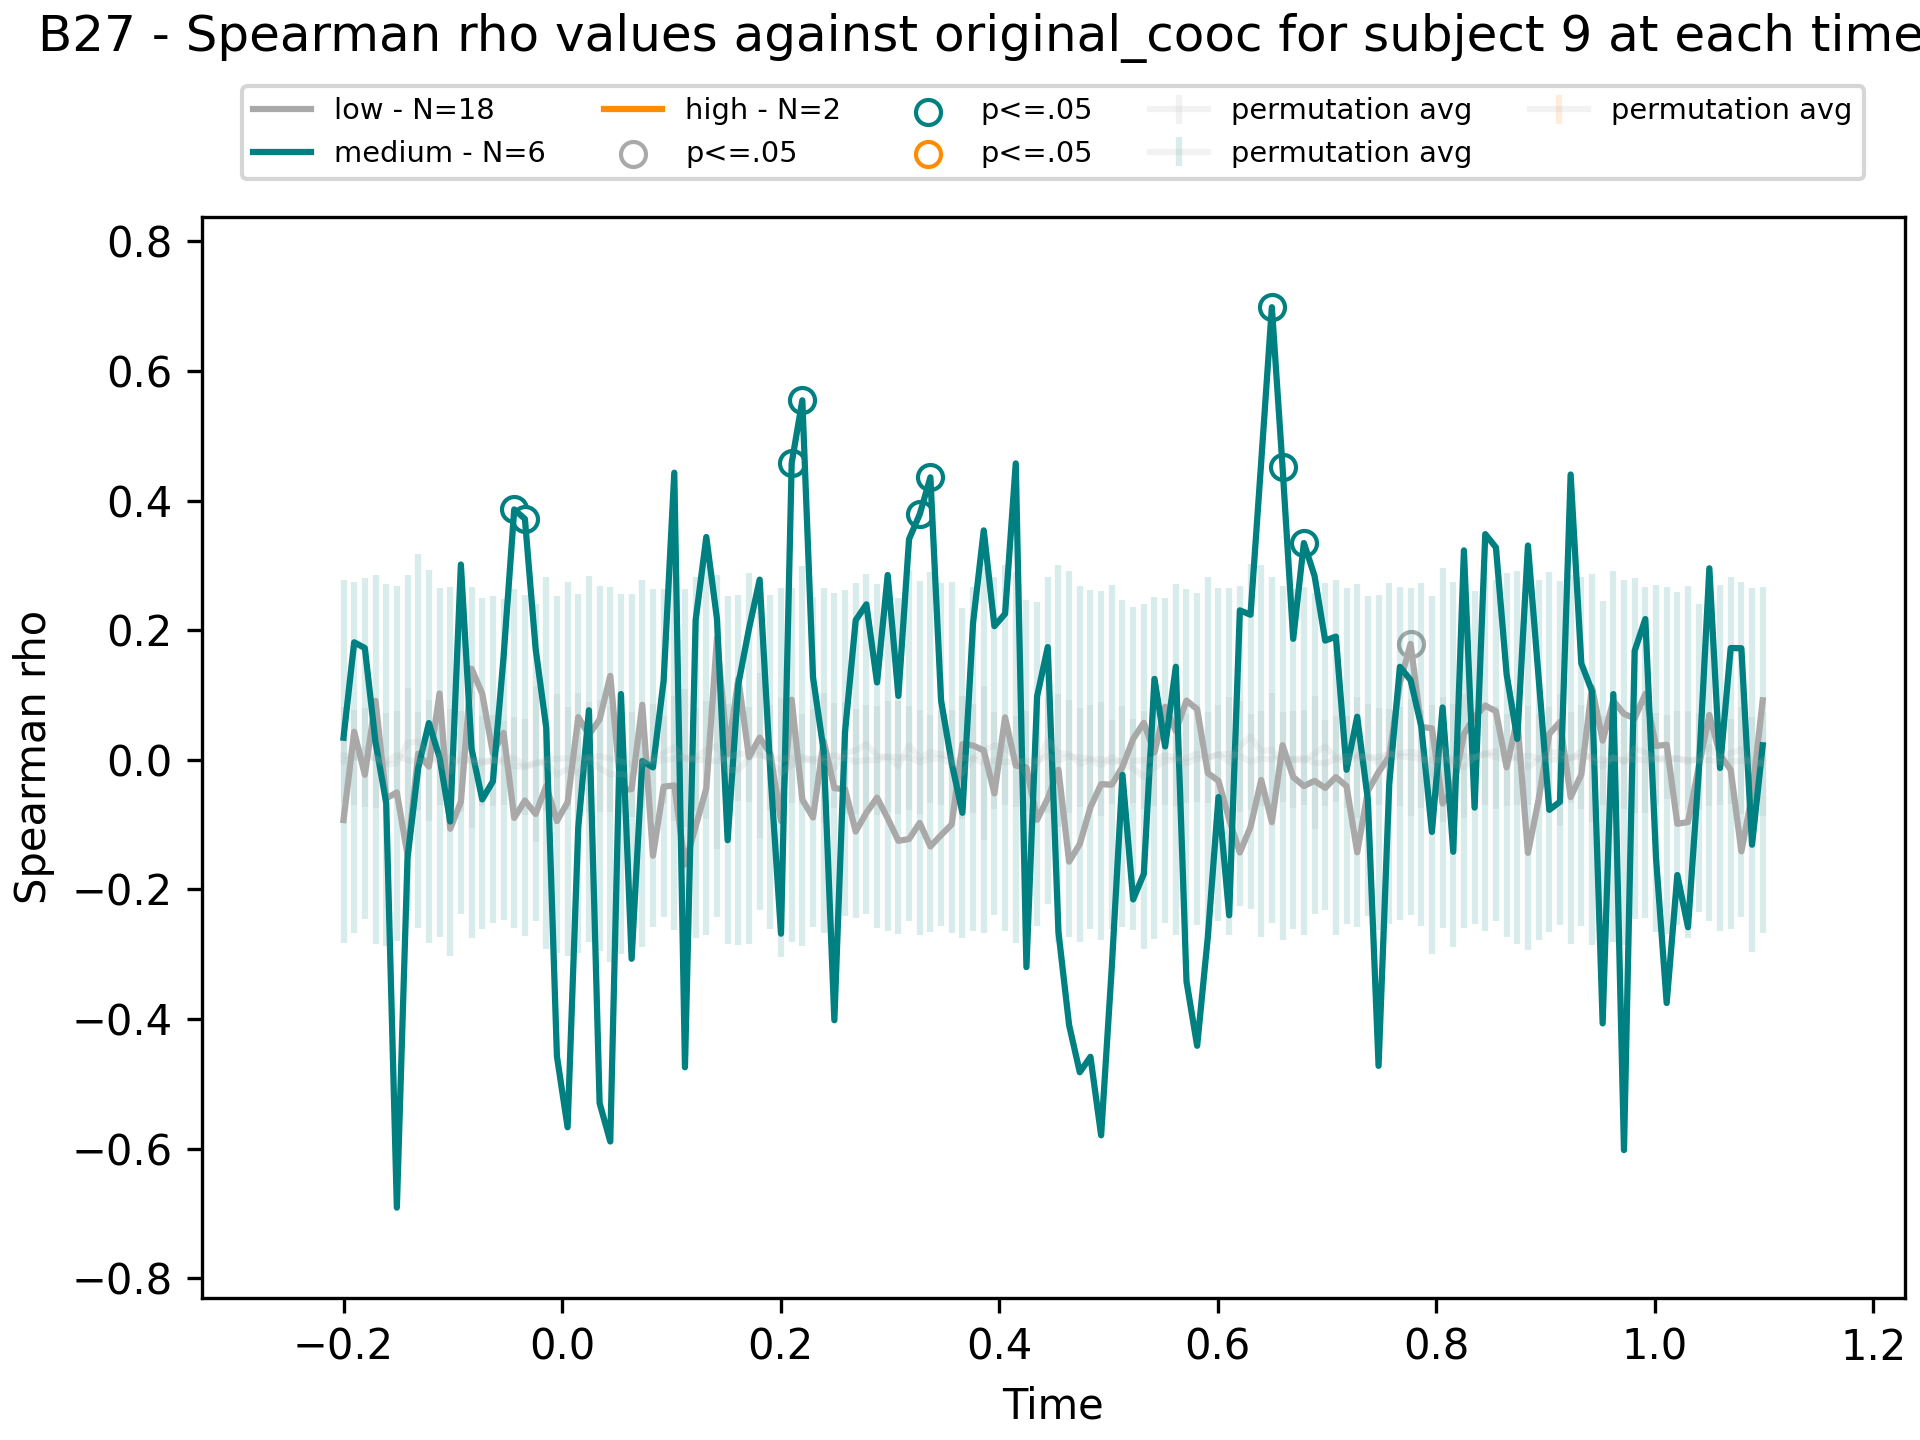 B27 - Spearman rho values against original_cooc for subject 9 at each time
low - N=18 high - N=2 p<=.05 permutation avg permutation avg
medium - N=6 p<=.05 p<=.05 permutation avg
0.8
0.6
0.4
0.2
0.0
−0.2
−0.4
−0.6
−0.8
Spearman rho
−0.2 0.0 0.2 0.4 0.6 0.8 1.0 1.2
Time